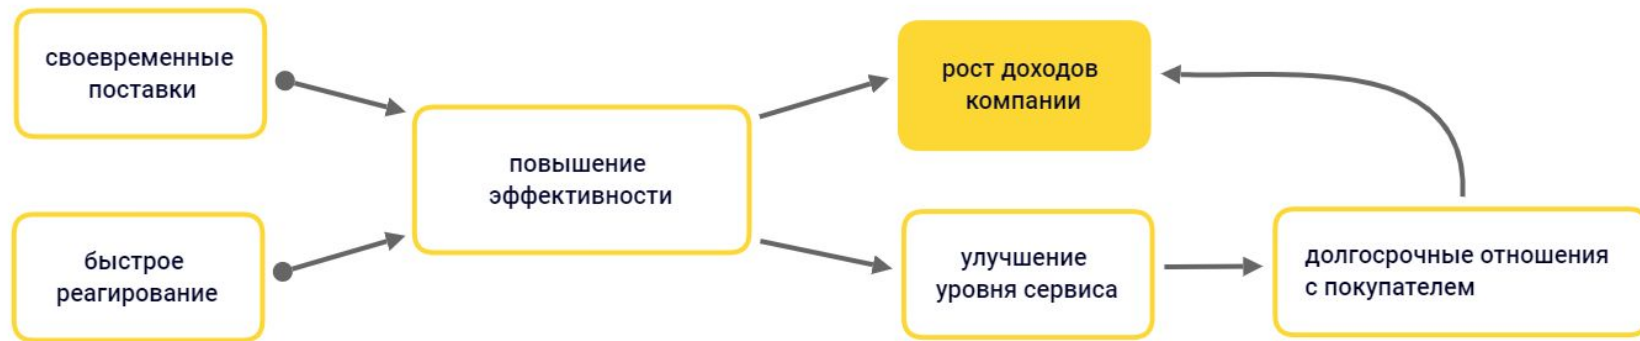 своевременные
поставки
быстрое
реагирование
повышение
эффективности
рост доходов
компании
улучшение
уровня сервиса
долгосрочные отношения
с покупателем